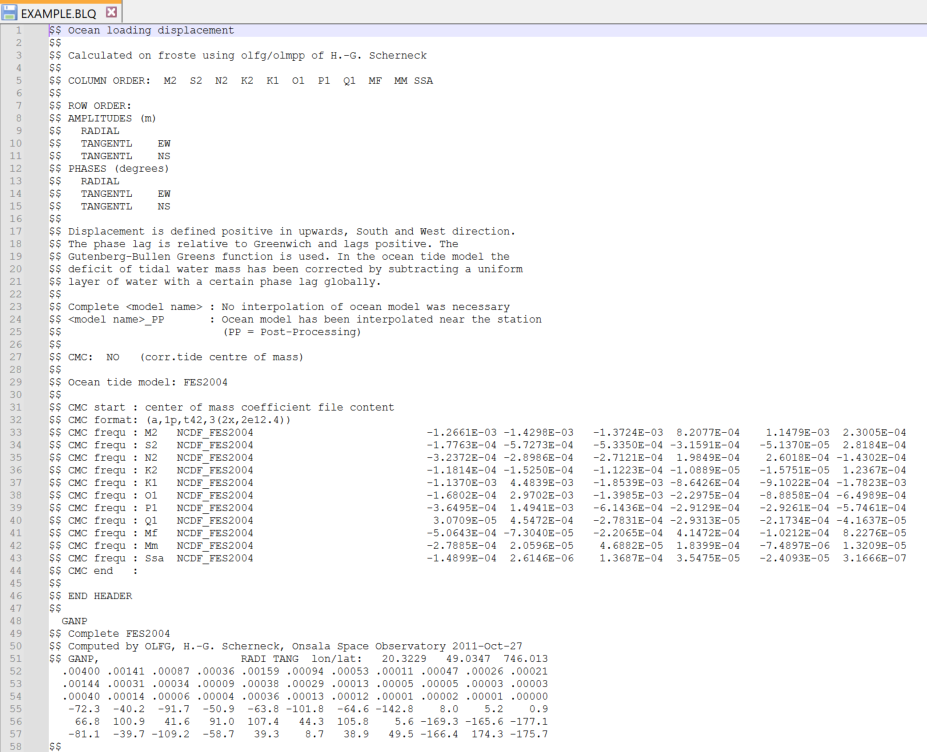 EXAMPLE.BLQ
1 $$ Ocean loading displacement
2 $$
3 $$ Calculated on froste using olfg/olmpp of H.-G. Scherneck
4 $$
5 $$ COLUMN ORDER:  M2  S2  N2  K2  K1  O1  P1  Q1  MF  MM SSA
6 $$
7 $$ ROW ORDER:
8 $$ AMPLITUDES (m)
9 $$   RADIAL
10 $$   TANGENTL    EW
11 $$   TANGENTL    NS
12 $$ PHASES (degrees)
13 $$   RADIAL
14 $$   TANGENTL    EW
15 $$   TANGENTL    NS
16 $$
17 $$ Displacement is defined positive in upwards, South and West direction.
18 $$ The phase lag is relative to Greenwich and lags positive. The
19 $$ Gutenberg-Bullen Greens function is used. In the ocean tide model the
20 $$ deficit of tidal water mass has been corrected by subtracting a uniform
21 $$ layer of water with a certain phase lag globally.
22 $$
23 $$ Complete <model name> : No interpolation of ocean model was necessary
24 $$ <model name>_PP       : Ocean model has been interpolated near the station
25 $$                         (PP = Post-Processing)
26 $$
27 $$ CMC:  NO   (corr.tide centre of mass)
28 $$
29 $$ Ocean tide model: FES2004
30 $$
31 $$ CMC start : center of mass coefficient file content
32 $$ CMC format: (a,1p,t42,3(2x,2e12.4))
33 $$ CMC frequ : M2   NCDF_FES2004   -1.2661E-03 -1.4298E-03   -1.3724E-03  8.2077E-04    1.1479E-03  2.3005E-04
34 $$ CMC frequ : S2   NCDF_FES2004   -1.7763E-04 -5.7273E-04   -5.3350E-04 -3.1591E-04   -5.1370E-05  2.8184E-04
35 $$ CMC frequ : N2   NCDF_FES2004   -3.2372E-04 -2.8986E-04   -2.7121E-04  1.9849E-04    2.6018E-04 -1.4302E-04
36 $$ CMC frequ : K2   NCDF_FES2004   -1.1814E-04 -1.5250E-04   -1.1223E-04 -1.0889E-05   -1.5751E-05  1.2367E-04
37 $$ CMC frequ : K1   NCDF_FES2004   -1.1370E-03  4.4839E-03   -1.8539E-03 -8.6426E-04   -9.1022E-04 -1.7823E-03
38 $$ CMC frequ : O1   NCDF_FES2004   -1.6802E-04  2.9702E-03   -1.3985E-03 -2.2975E-04   -8.8858E-04 -6.4989E-04
39 $$ CMC frequ : P1   NCDF_FES2004   -3.6495E-04  1.4941E-03   -6.1436E-04 -2.9129E-04   -2.9261E-04 -5.7461E-04
40 $$ CMC frequ : Q1   NCDF_FES2004    3.0709E-05  4.5472E-04   -2.7831E-04 -2.9313E-05   -2.1734E-04 -4.1637E-05
41 $$ CMC frequ : Mf   NCDF_FES2004   -5.0643E-04 -7.3040E-05   -2.2065E-04  4.1472E-04   -1.0212E-04  8.2276E-05
42 $$ CMC frequ : Mm   NCDF_FES2004   -2.7885E-04  2.0596E-05    4.6882E-05  1.8399E-04   -7.4897E-06  1.3209E-05
43 $$ CMC frequ : Ssa  NCDF_FES2004   -1.4899E-04  2.6146E-06    1.3687E-04  3.5475E-05   -2.4093E-05  3.1666E-07
44 $$ CMC end   :
45 $$
46 $$ END HEADER
47 $$
48   GANP
49 $$ Complete FES2004
50 $$ Computed by OLFG, H.-G. Scherneck, Onsala Space Observatory 2011-Oct-27
51 $$ GANP,                      RADI TANG  lon/lat:   20.3229   49.0347  746.013
52   .00400 .00141 .00087 .00036 .00159 .00094 .00053 .00011 .00047 .00026 .00021
53   .00144 .00031 .00034 .00009 .00038 .00029 .00013 .00005 .00005 .00003 .00003
54   .00040 .00014 .00006 .00004 .00036 .00013 .00012 .00001 .00002 .00001 .00000
55    -72.3  -40.2  -91.7  -50.9  -63.8 -101.8  -64.6 -142.8    8.0    5.2    0.9
56     66.8  100.9   41.6   91.0  107.4   44.3  105.8    5.6 -169.3 -165.6 -177.1
57    -81.1  -39.7 -109.2  -58.7   39.3    8.7   38.9   49.5 -166.4  174.3 -175.7
58 $$